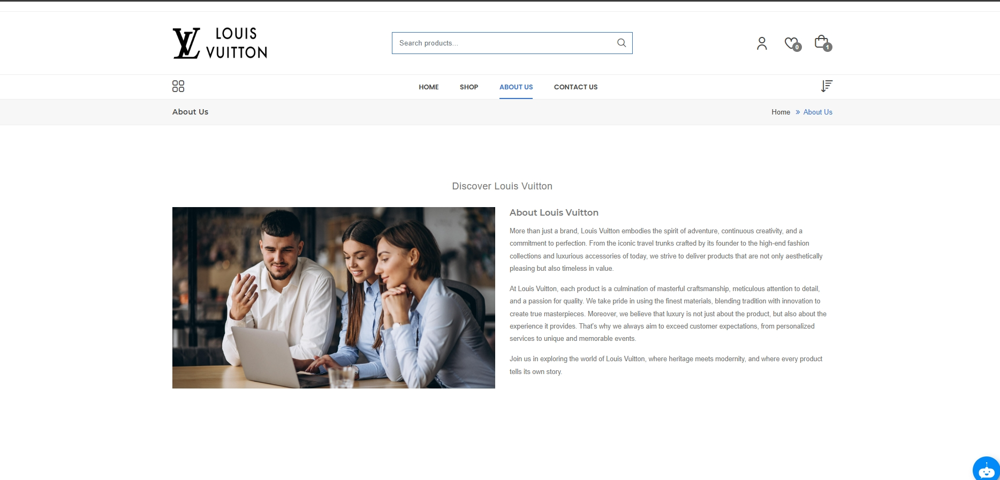 LOUIS
VUITTON
Search products...
0
1
HOME
SHOP
ABOUT US
CONTACT US
About Us
Home » About Us
Discover Louis Vuitton
About Louis Vuitton
More than just a brand, Louis Vuitton embodies the spirit of adventure, continuous creativity, and a
commitment to perfection. From the iconic travel trunks crafted by its founder to the high-end fashion
collections and luxurious accessories of today, we strive to deliver products that are not only aesthetically
pleasing but also timeless in value.
At Louis Vuitton, each product is a culmination of masterful craftsmanship, meticulous attention to detail,
and a passion for quality. We take pride in using the finest materials, blending tradition with innovation to
create true masterpieces. Moreover, we believe that luxury is not just about the product, but also about the
experience it provides. That's why we always aim to exceed customer expectations, from personalized
services to unique and memorable events.
Join us in exploring the world of Louis Vuitton, where heritage meets modernity, and where every product
tells its own story.